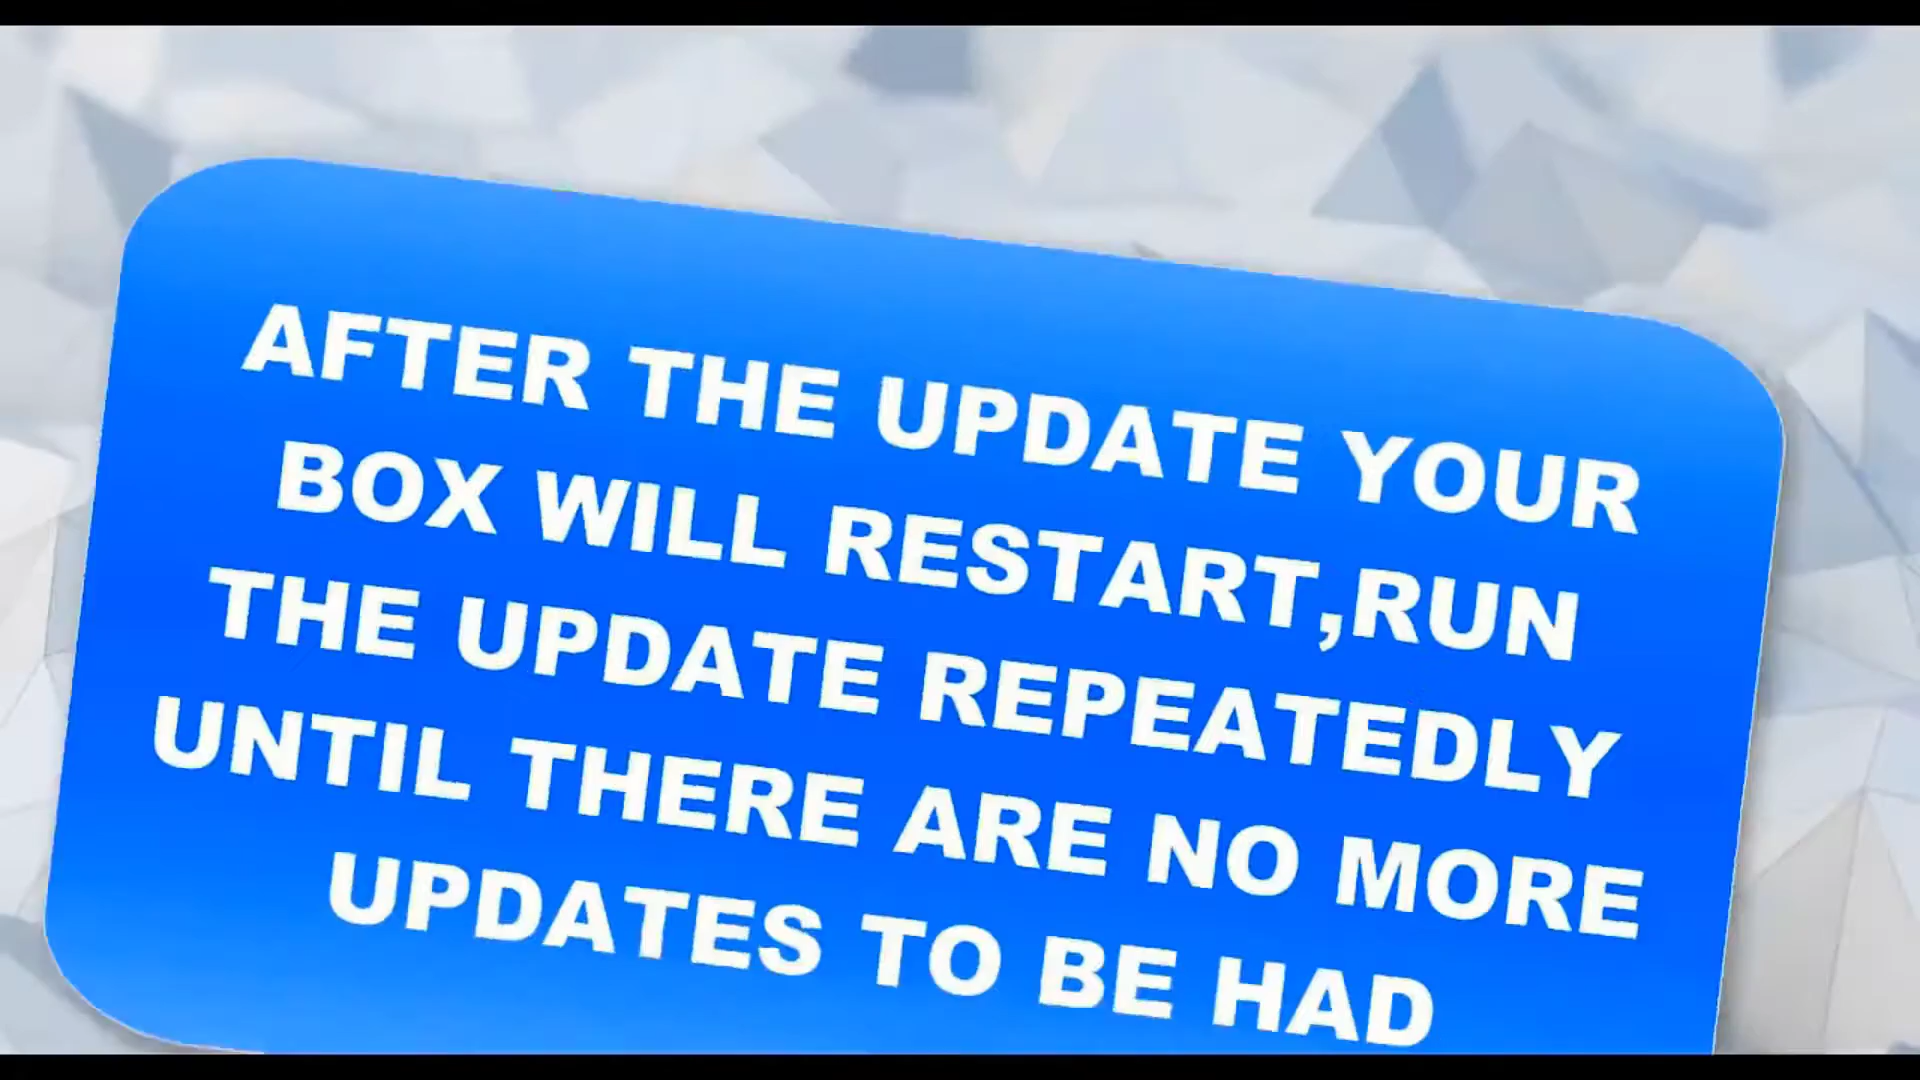 AFTER THE UPDATE YOUR
BOX WILL RESTART,RUN
THE UPDATE REPEATEDLY
UNTIL THERE ARE NO MORE
UPDATES TO BE HAD